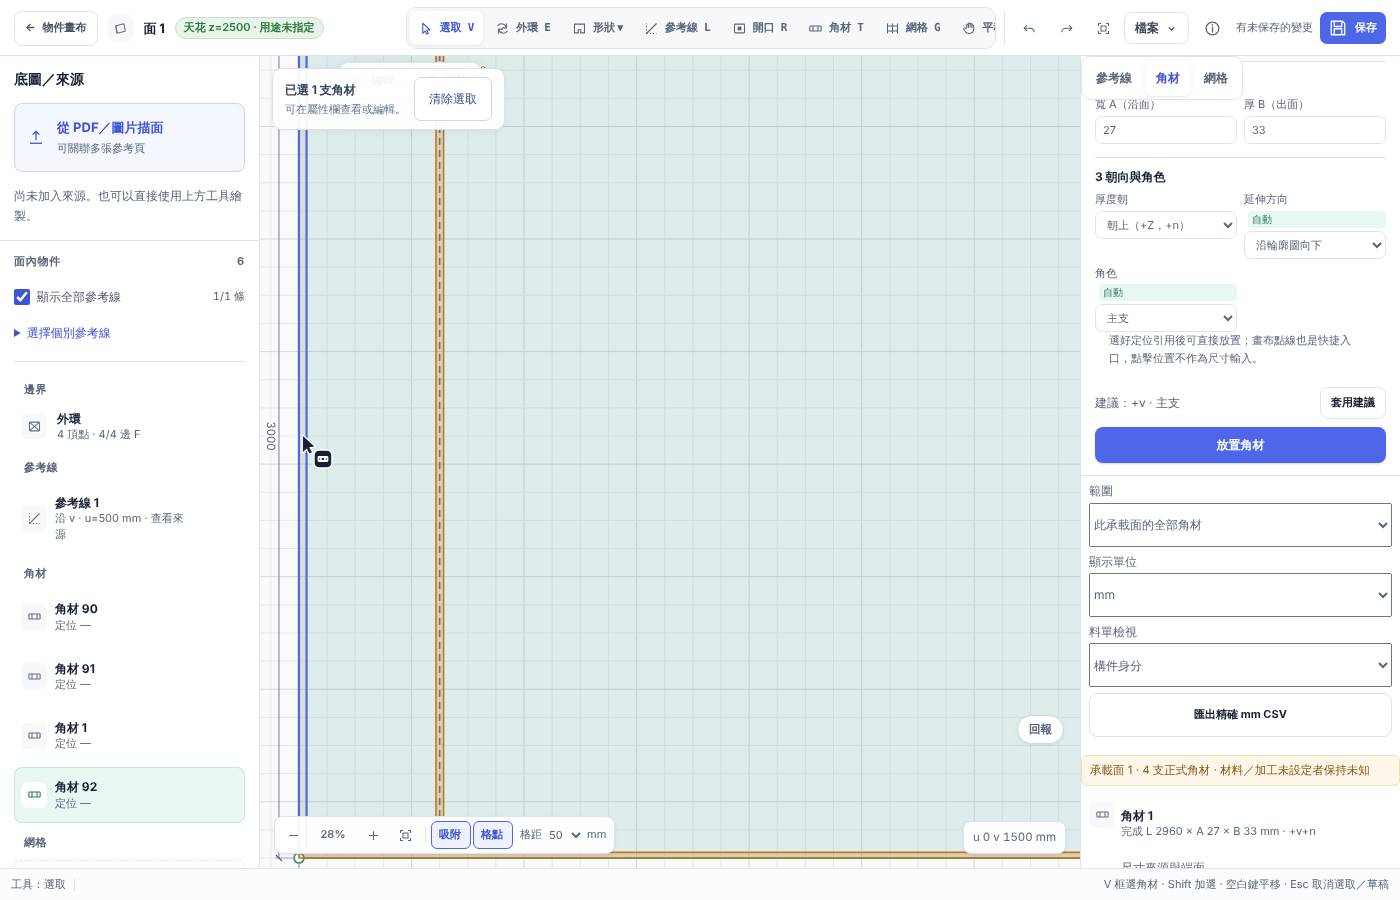 物件畫布
面 1
天花 z=2500 · 用途未指定
選取 V
外環 E
形狀▾
參考線 L
開口 R
角材 T
網格 G
檔案
有未保存的變更
保存
底圖／來源
從 PDF／圖片描面
可關聯多張參考頁
尚未加入來源。也可以直接使用上方工具繪
製。
面內物件
6
顯示全部參考線
1/1 條
選擇個別參考線
邊界
外環
4 頂點 · 4/4 邊 F
參考線
參考線 1
沿 v · u=500 mm · 查看來
源
角材
角材 90
定位 —
角材 91
定位 —
角材 1
定位 —
角材 92
定位 —
網格
已選 1 支角材
可在屬性欄查看或編輯。
清除選取
3000
回報
28%
吸附
格點
格距
50
mm
u 0 v 1500 mm
參考線
角材
網格
寬 A（沿面）
厚 B（出面）
27
33
3 朝向與角色
厚度朝
延伸方向
自動
朝上（+Z，+n）
沿輪廓圖向下
角色
自動
主支
選好定位引用後可直接放置；畫布點線也是快捷入
口，點擊位置不作為尺寸輸入。
建議：+v · 主支
套用建議
放置角材
範圍
此承載面的全部角材
顯示單位
mm
料單檢視
構件身分
匯出精確 mm CSV
承載面 1 · 4 支正式角材 · 材料／加工未設定者保持未知
角材 1
完成 L 2960 × A 27 × B 33 mm · +v+n
尺寸來源與端面
工具：選取
V 框選角材 · Shift 加選 · 空白鍵平移 · Esc 取消選取／草稿